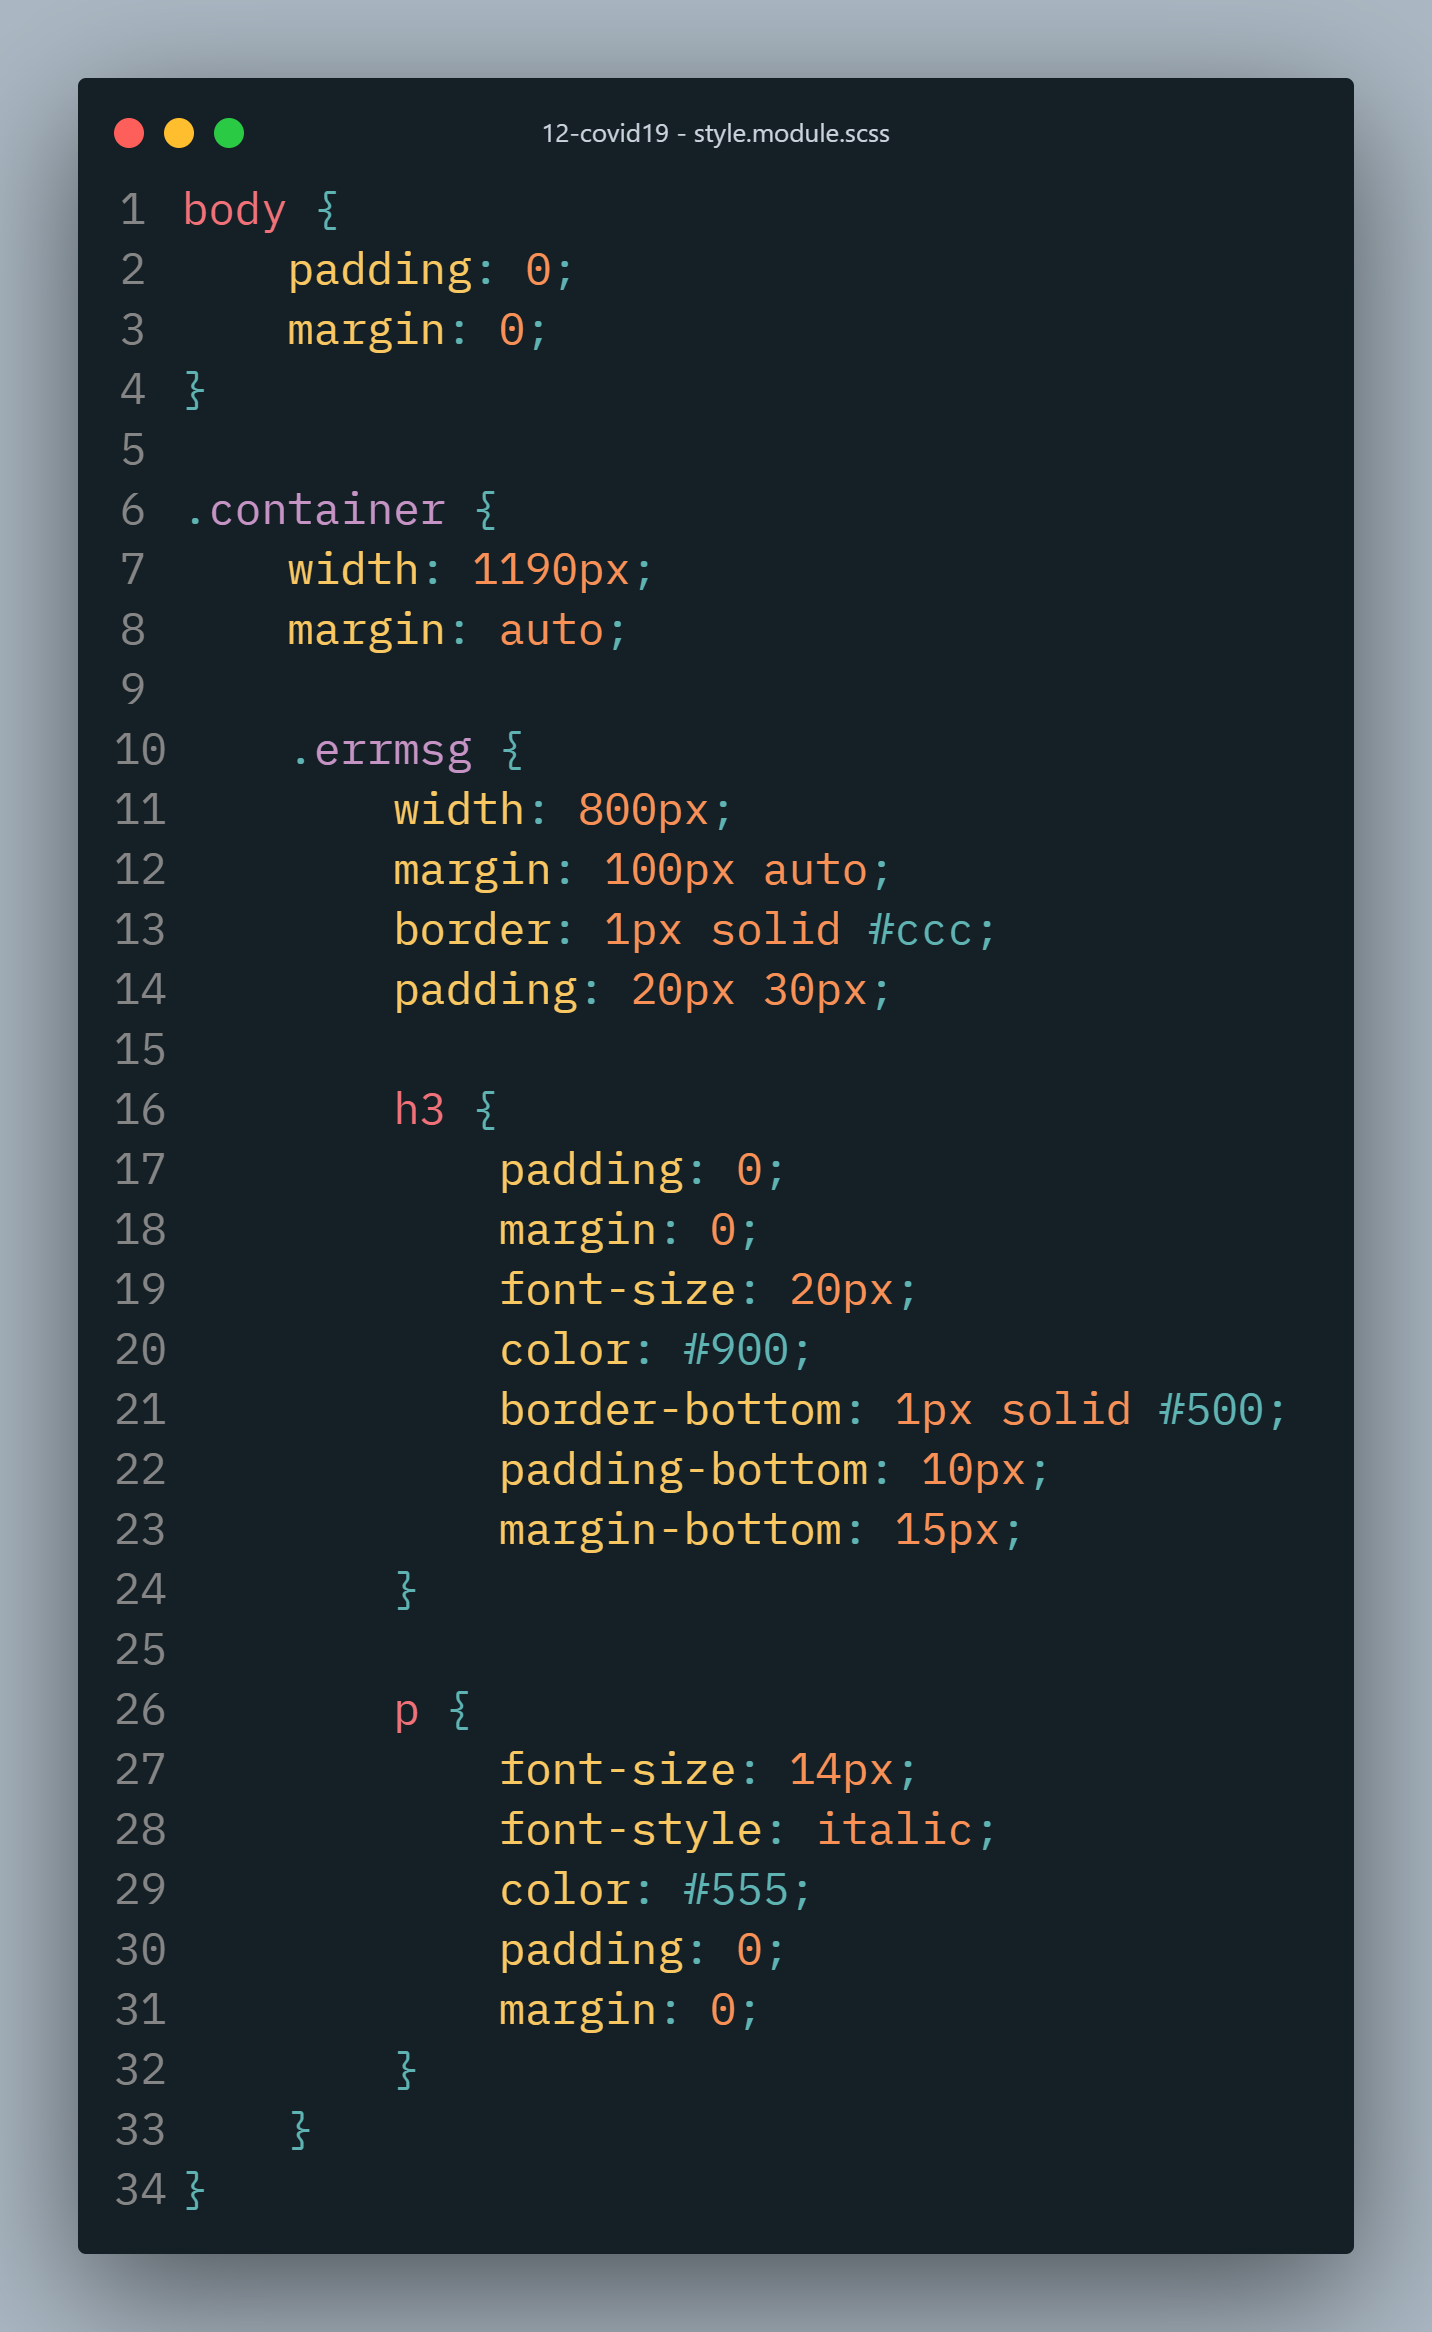 12-covid19 - style.module.scss
1 body {
2     padding: 0;
3     margin: 0;
4 }
5
6 .container {
7     width: 1190px;
8     margin: auto;
9
10     .errmsg {
11         width: 800px;
12         margin: 100px auto;
13         border: 1px solid #ccc;
14         padding: 20px 30px;
15
16         h3 {
17             padding: 0;
18             margin: 0;
19             font-size: 20px;
20             color: #900;
21             border-bottom: 1px solid #500;
22             padding-bottom: 10px;
23             margin-bottom: 15px;
24         }
25
26         p {
27             font-size: 14px;
28             font-style: italic;
29             color: #555;
30             padding: 0;
31             margin: 0;
32         }
33     }
34 }